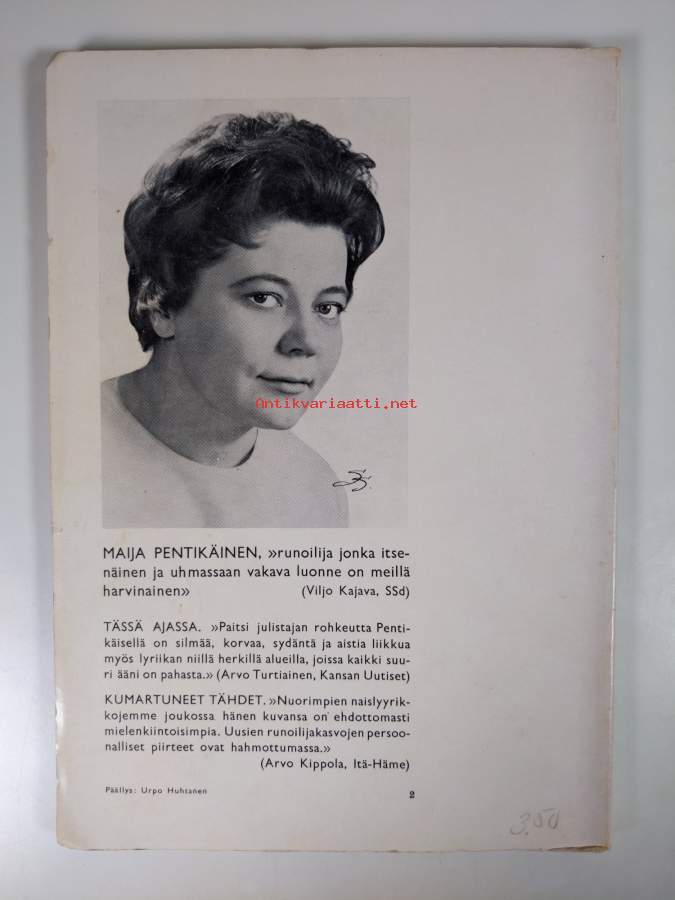 Antikvariaatti.net
MAIJA PENTIKÄINEN, »runoilija jonka itse-
näinen ja uhmassaan vakava luonne on meillä
harvinainen» (Viljo Kajava, SSd)
TÄSSÄ AJASSA. »Paitsi julistajan rohkeutta Penti-
käisellä on silmää, korvaa, sydäntä ja aistia liikkua
myös lyriikan niillä herkillä alueilla, joissa kaikki suu-
ri ääni on pahasta.» (Arvo Turtiainen, Kansan Uutiset)
KUMARTUNEET TÄHDET. »Nuorimpien naislyyrik-
kojemme joukossa hänen kuvansa on ehdottomasti
mielenkiintoisimpia. Uusien runoilijakasvojen persoo-
nalliset piirteet ovat hahmottumassa.»
(Arvo Kippola, Itä-Häme)
Päällys: Urpo Huhtanen 2
3.50